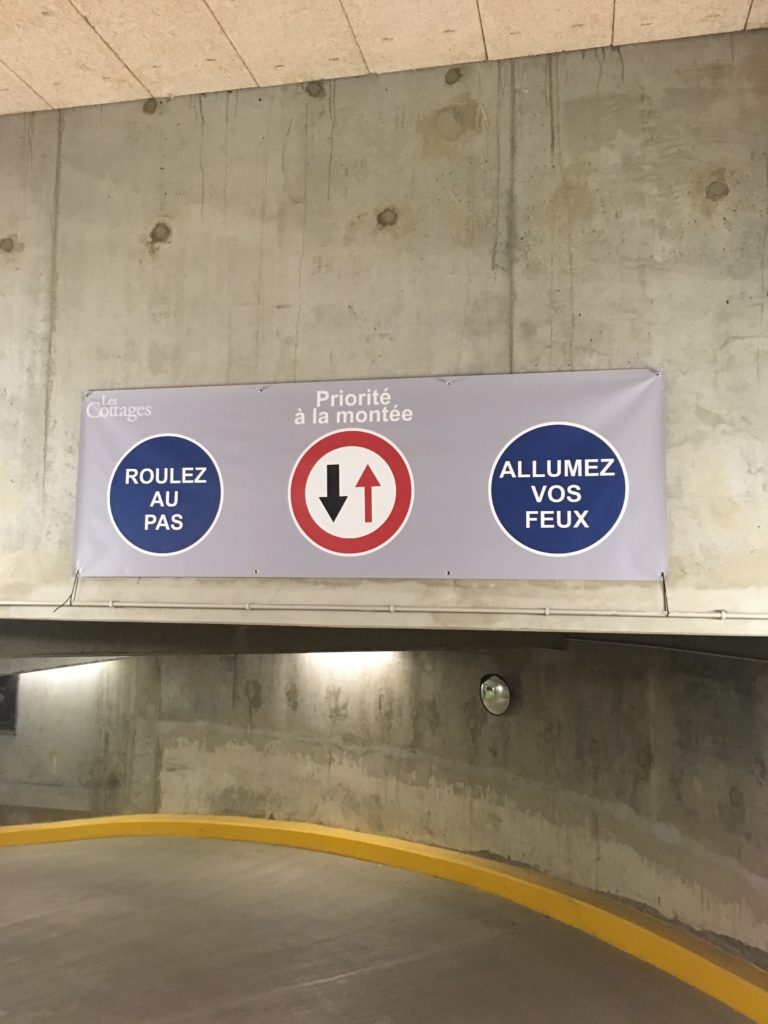 Les
Cottages
Priorité
à la montée
ROULEZ
AU
PAS
ALLUMEZ
VOS
FEUX